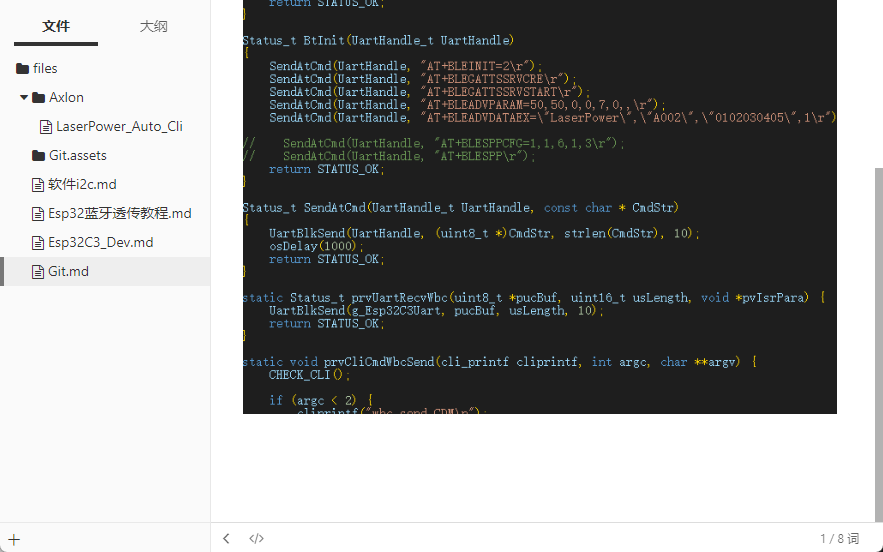 文件
大纲
files
Axlon
LaserPower_Auto_Cli
Git.assets
软件i2c.md
Esp32蓝牙透传教程.md
Esp32C3_Dev.md
Git.md
return STATUS_OK;
}
Status_t BtInit(UartHandle_t UartHandle)
{
SendAtCmd(UartHandle, "AT+BLEINIT=2\r");
SendAtCmd(UartHandle, "AT+BLEGATTSSRVCRE\r");
SendAtCmd(UartHandle, "AT+BLEGATTSSRVSTART\r");
SendAtCmd(UartHandle, "AT+BLEADVPARAM=50,50,0,0,7,0,,\r");
SendAtCmd(UartHandle, "AT+BLEADVDATAEX=\"LaserPower\",\"A002\",\"0102030405\",1\r")
// SendAtCmd(UartHandle, "AT+BLESPPCFG=1,1,6,1,3\r");
// SendAtCmd(UartHandle, "AT+BLESPP\r");
return STATUS_OK;
}
Status_t SendAtCmd(UartHandle_t UartHandle, const char * CmdStr)
{
UartBlkSend(UartHandle, (uint8_t *)CmdStr, strlen(CmdStr), 10);
osDelay(1000);
return STATUS_OK;
}
static Status_t prvUartRecvWbc(uint8_t *pucBuf, uint16_t usLength, void *pvIsrPara) {
UartBlkSend(g_Esp32C3Uart, pucBuf, usLength, 10);
return STATUS_OK;
}
static void prvCliCmdWbcSend(cli_printf cliprintf, int argc, char **argv) {
CHECK_CLI();
if (argc < 2) {
cliprintf("wbc send CDM\n");
+
</>
1 / 8 词